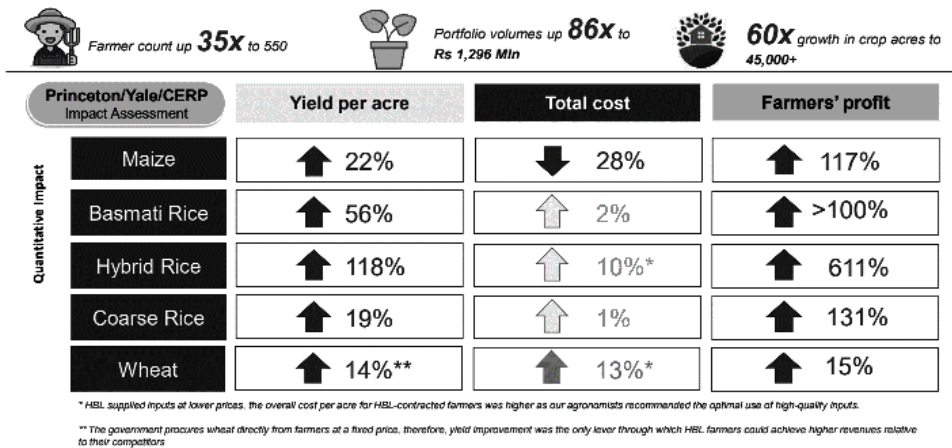 Farmer count up 35x to 550
Portfolio volumes up 86x to
Rs 1,296 Mln
60x growth in crop acres to
45,000+
Princeton/Yale/CERP
Impact Assessment
Yield per acre
Total cost
Farmers' profit
Quantitative Impact
Maize
22%
28%
117%
Basmati Rice
56%
2%
>100%
Hybrid Rice
118%
10%*
611%
Coarse Rice
19%
1%
131%
Wheat
14%**
13%*
15%
* HBL supplied inputs at lower prices, the overall cost per acre for HBL-contracted farmers was higher as our agronomists recommended the optimal use of high-quality inputs.
** The government procures wheat directly from farmers at a fixed price, therefore, yield improvement was the only lever through which HBL farmers could achieve higher revenues relative
to their competitors